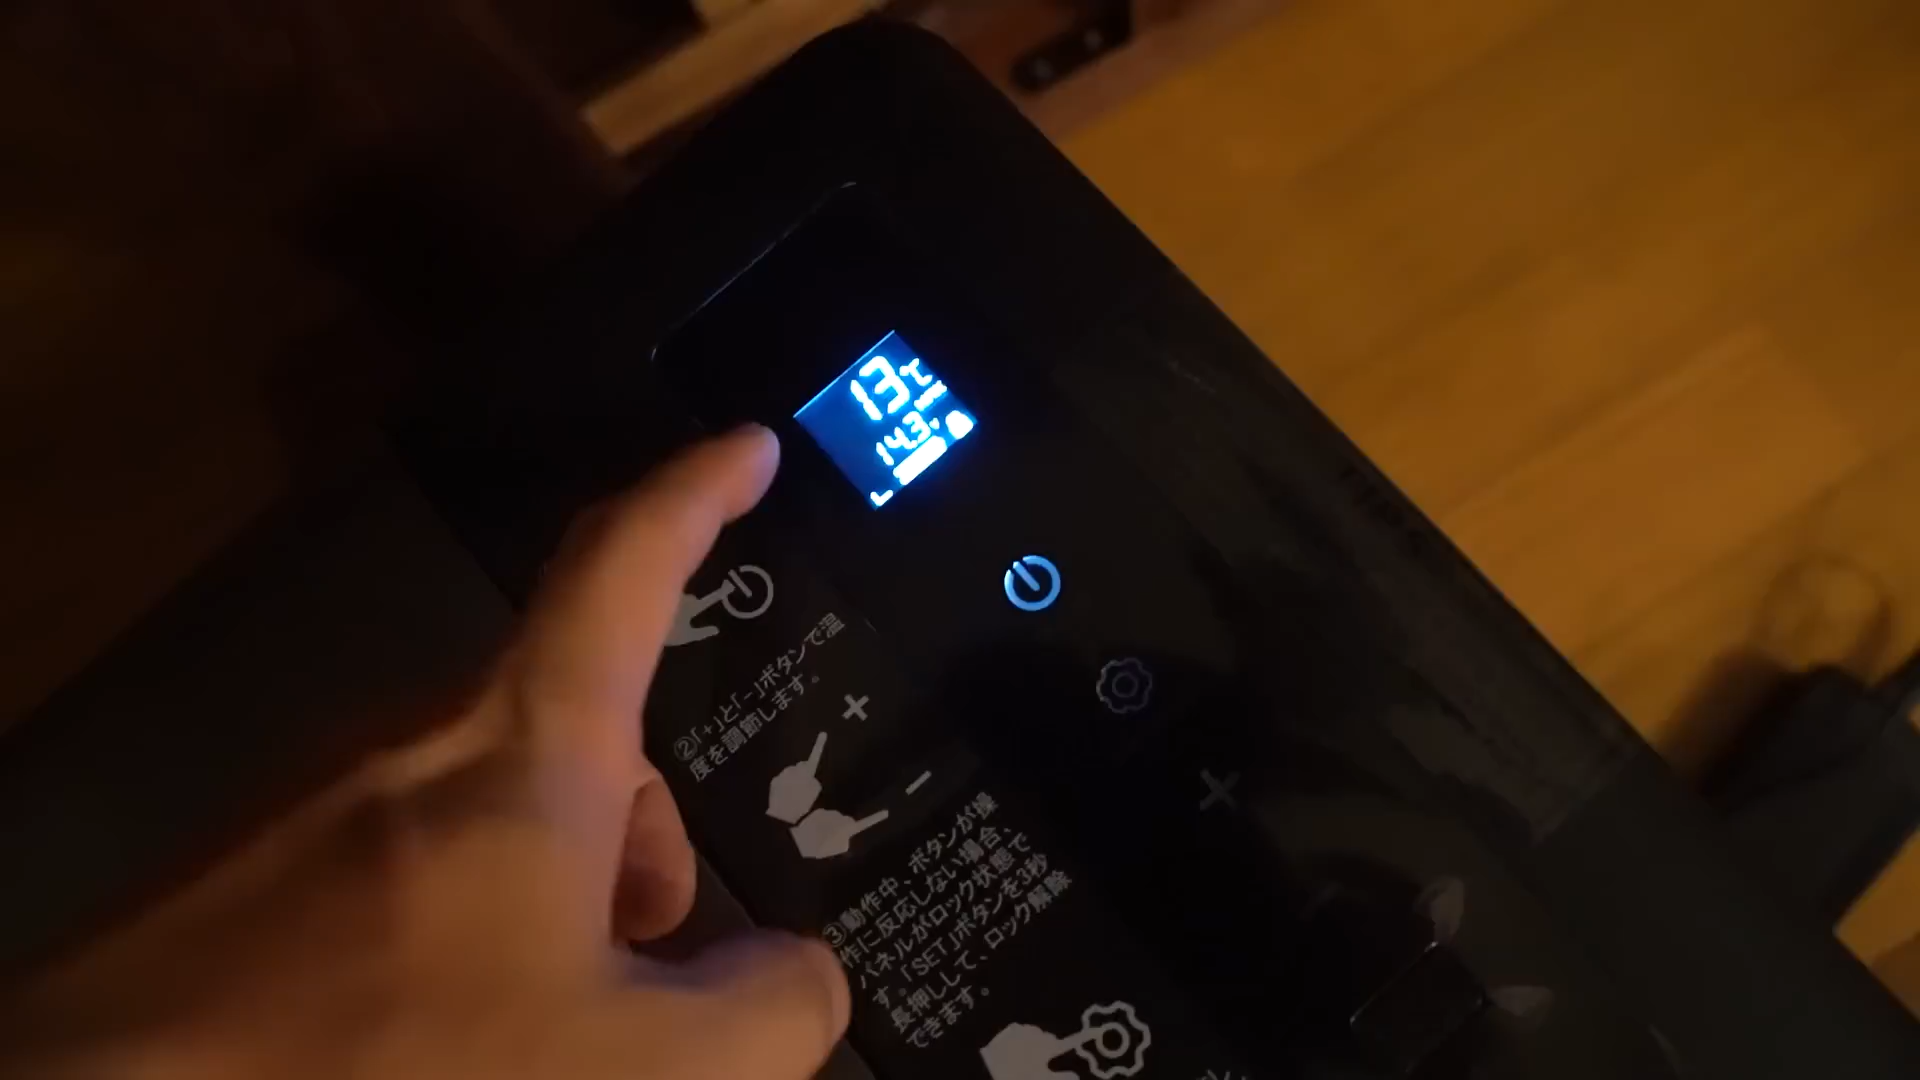 13℃
14.3V
②「+」と「-」ボタンで温
度を調節します。
+
−
③動作中、ボタンが操
作に反応しない場合、
パネルがロック状態で
す。「SET」ボタンを3秒
長押しして、ロック解除
できます。
+